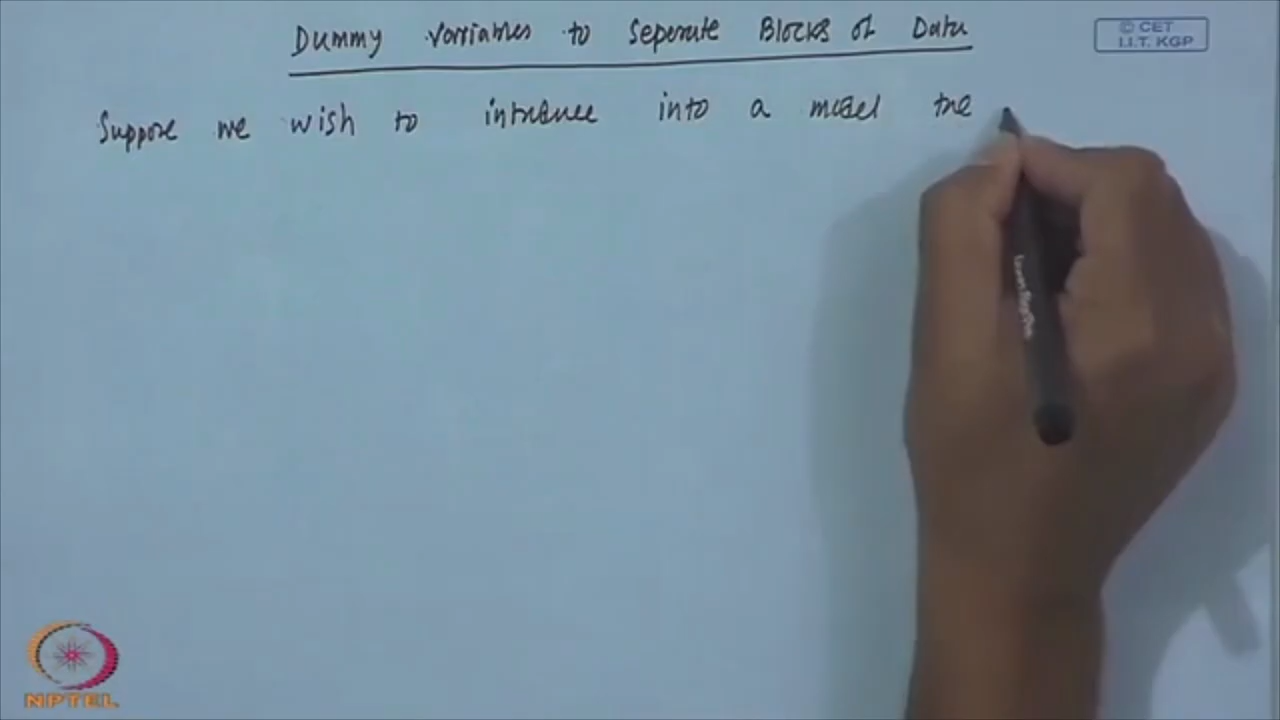 Dummy variables to Seperate Blocks of Data
© CET
I.I.T. KGP
Suppose we wish to introduce into a model the
NPTEL